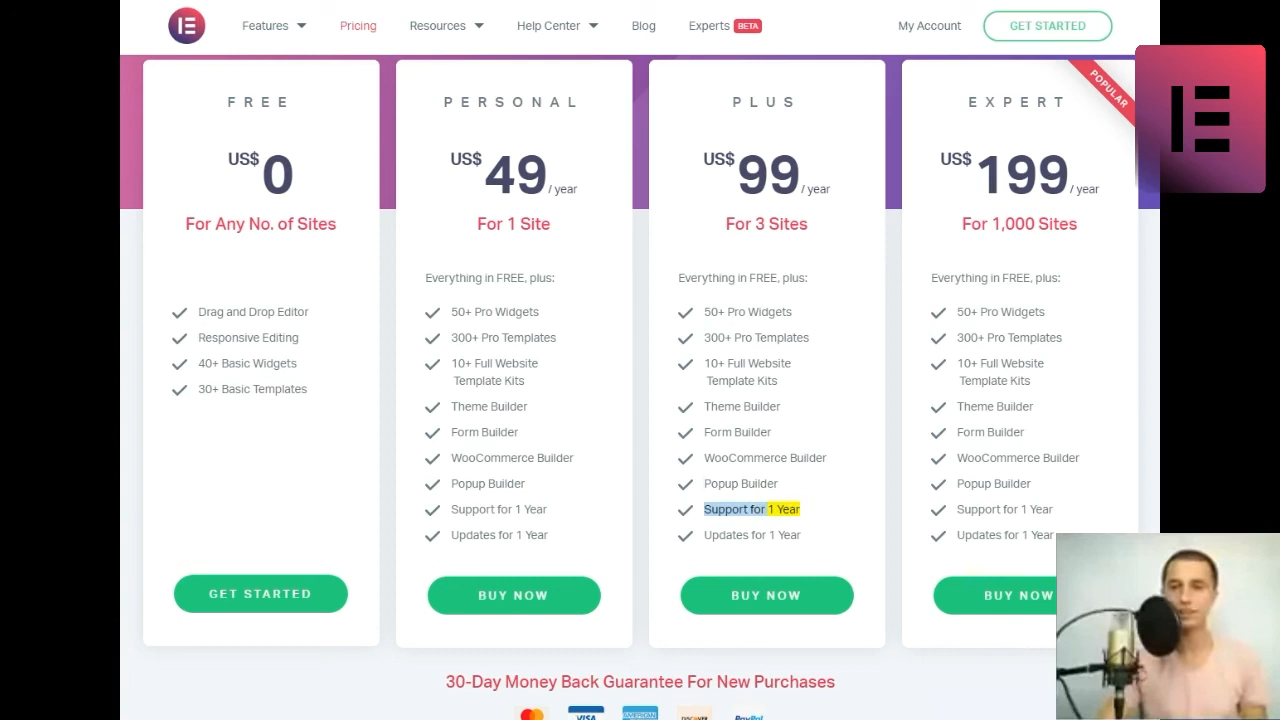 Features
Pricing
Resources
Help Center
Blog
Experts BETA
My Account
GET STARTED
FREE
US$ 0
For Any No. of Sites
Drag and Drop Editor
Responsive Editing
40+ Basic Widgets
30+ Basic Templates
GET STARTED
PERSONAL
US$ 49 / year
For 1 Site
Everything in FREE, plus:
50+ Pro Widgets
300+ Pro Templates
10+ Full Website
Template Kits
Theme Builder
Form Builder
WooCommerce Builder
Popup Builder
Support for 1 Year
Updates for 1 Year
BUY NOW
PLUS
US$ 99 / year
For 3 Sites
Everything in FREE, plus:
50+ Pro Widgets
300+ Pro Templates
10+ Full Website
Template Kits
Theme Builder
Form Builder
WooCommerce Builder
Popup Builder
Support for 1 Year
Updates for 1 Year
BUY NOW
POPULAR
EXPERT
US$ 199 / year
For 1,000 Sites
Everything in FREE, plus:
50+ Pro Widgets
300+ Pro Templates
10+ Full Website
Template Kits
Theme Builder
Form Builder
WooCommerce Builder
Popup Builder
Support for 1 Year
Updates for 1 Year
BUY NOW
30-Day Money Back Guarantee For New Purchases
VISA
AMERICAN
DISCOVER
PayPal